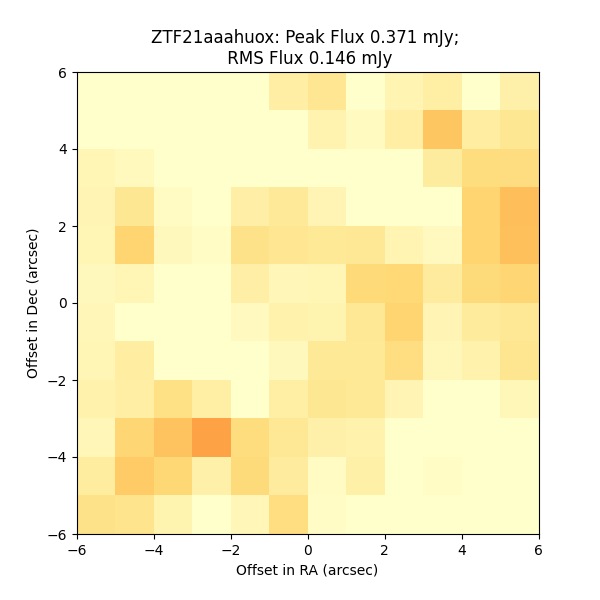 ZTF21aaahuox: Peak Flux 0.371 mJy;
RMS Flux 0.146 mJy
6
4
2
0
−2
−4
−6
Offset in Dec (arcsec)
−6 −4 −2 0 2 4 6
Offset in RA (arcsec)